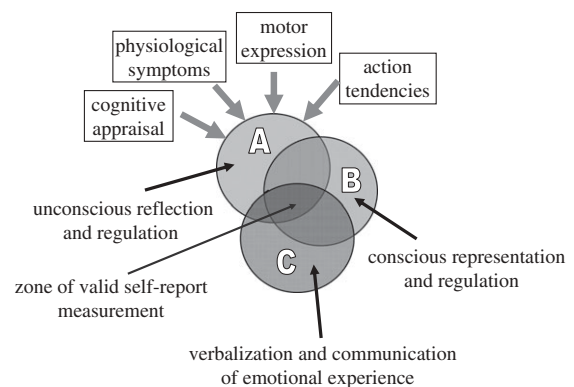 motor
expression
physiological
symptoms
action
tendencies
cognitive
appraisal
A
B
unconscious reflection
and regulation
C
conscious representation
and regulation
zone of valid self-report
measurement
verbalization and communication
of emotional experience